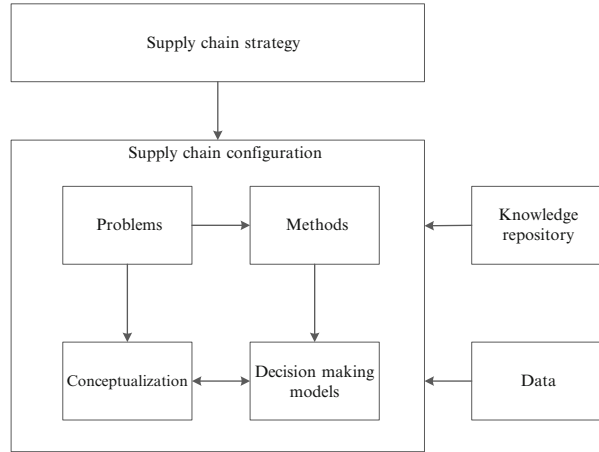 Supply chain strategy
Supply chain configuration
Problems
Methods
Knowledge
repository
Conceptualization
Decision making
models
Data